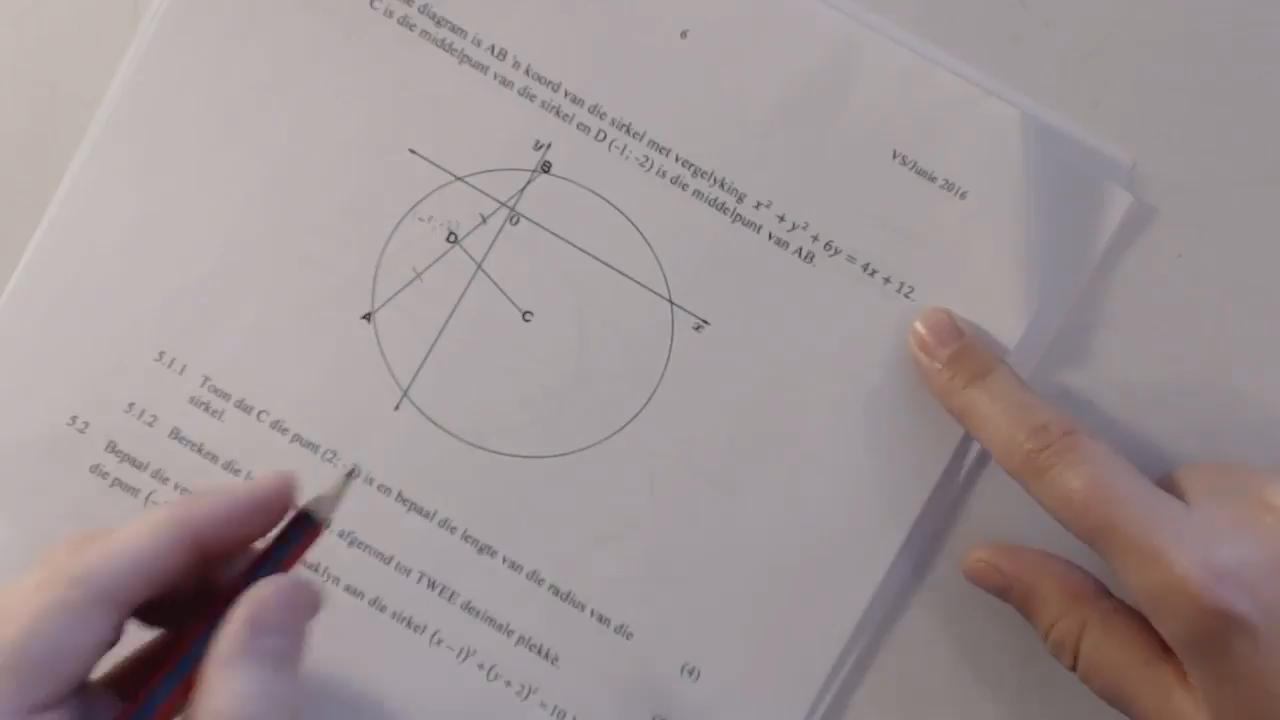 6
VS/Junie 2016
diagram is AB 'n koord van die sirkel met vergelyking x² + y² + 6y = 4x + 12.
C is die middelpunt van die sirkel en D (-1; -2) is die middelpunt van AB.
y
B
O
D
A
C
x
5.1.1 Toon dat C die punt (2; is en bepaal die lengte van die radius van die
sirkel.
(4)
5.1.2 Bereken die afgerond tot TWEE desimale plekke.
5.2 Bepaal die aan die sirkel (x – 1)² + (y + 2)² = 10
die punt